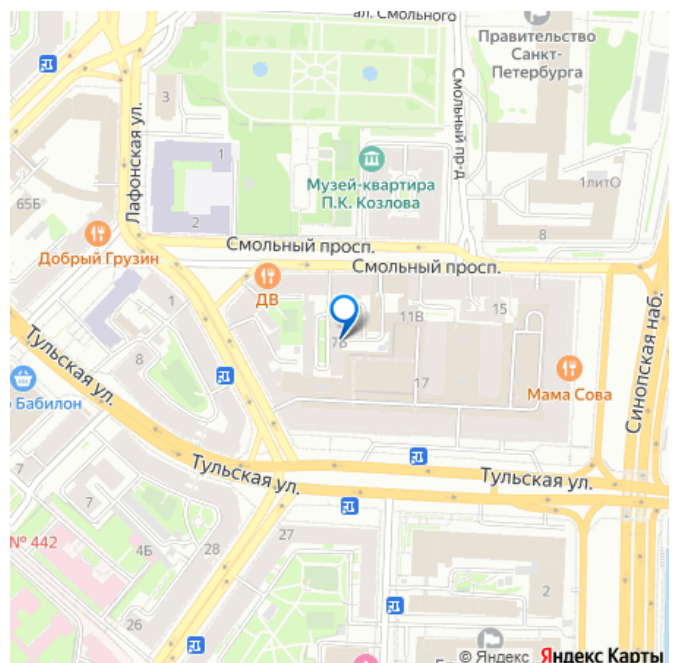 ал. Смольного
Правительство
Санкт-
Петербурга
Смольный пр-д
3
Лафонская ул.
1
Музей-квартира
П.К. Козлова
1литО
65Б
2
8
Добрый Грузин
Смольный просп.
Смольный просп.
ДВ
1
15
11В
7В
Синопская наб.
Тульская ул.
8
17
Мама Сова
Бабилон
Тульская ул.
Тульская ул.
7
7
27
№ 442
4Б
28
2
26
© Яндекс Яндекс Карты